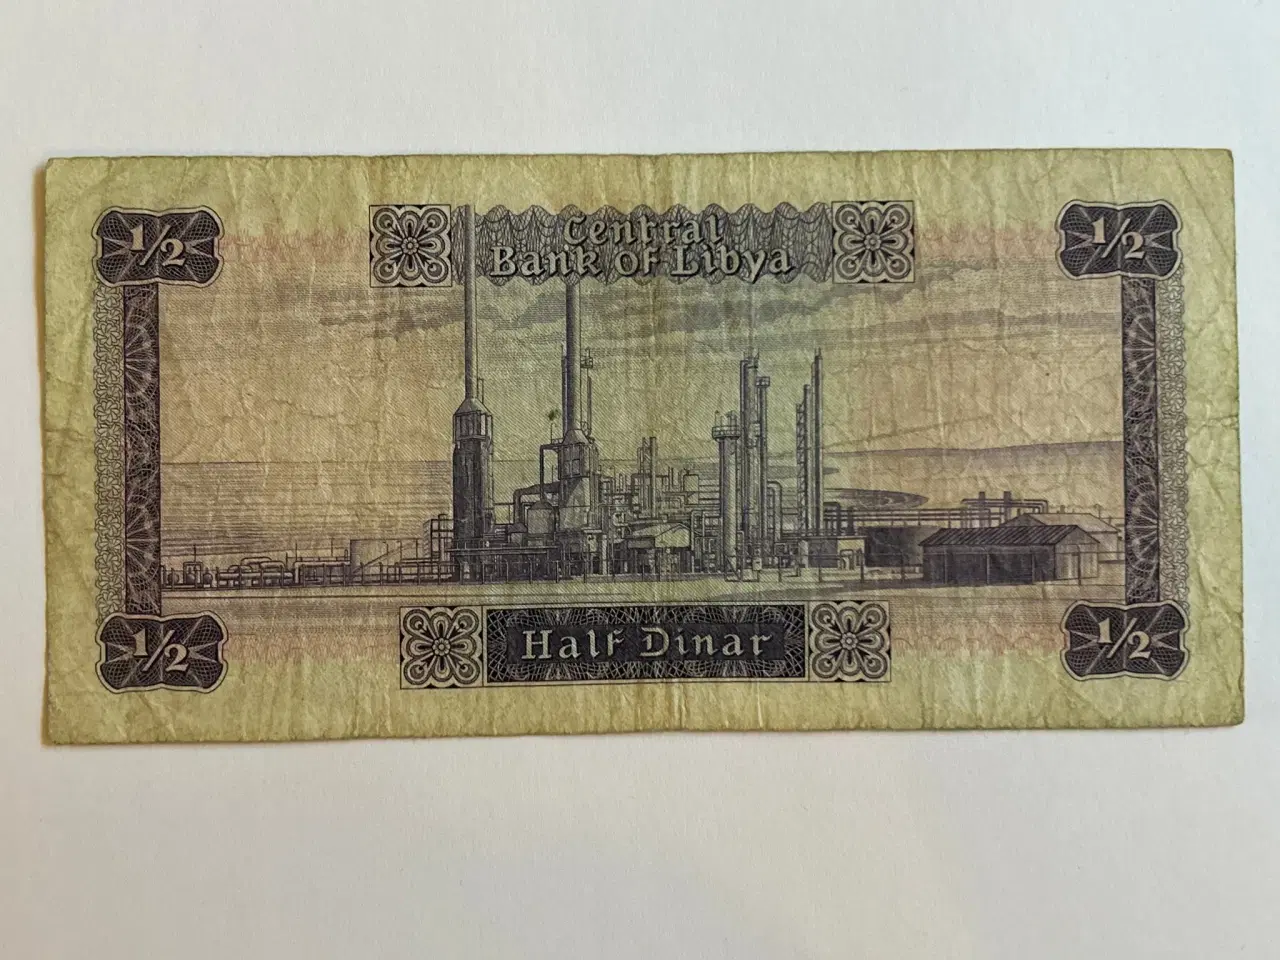 1/2
Central
Bank of Libya
1/2
1/2
Half Dinar
1/2